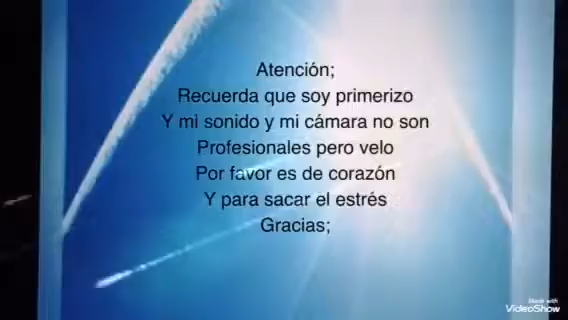 Atención;
Recuerda que soy primerizo
Y mi sonido y mi cámara no son
Profesionales pero velo
Por favor es de corazón
Y para sacar el estrés
Gracias;
Made with
VideoShow